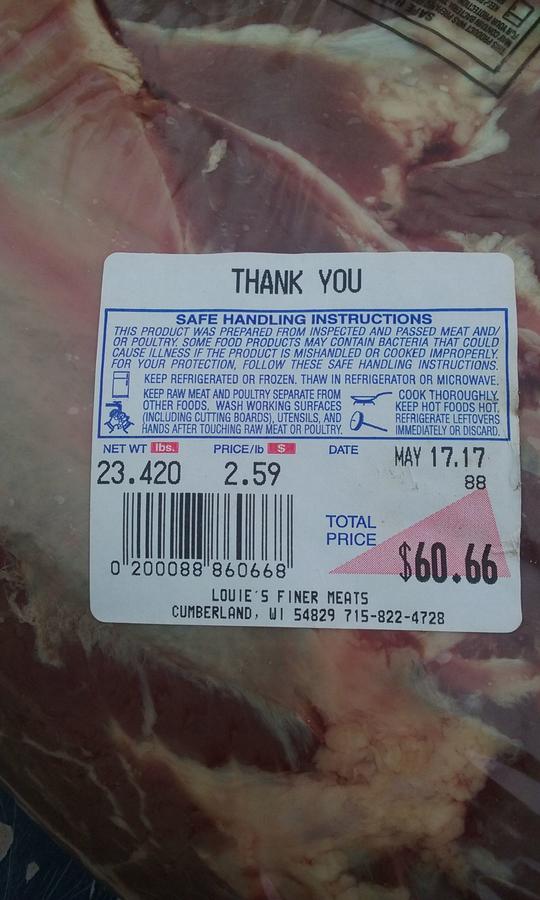 THANK YOU
SAFE HANDLING INSTRUCTIONS
THIS PRODUCT WAS PREPARED FROM INSPECTED AND PASSED MEAT AND/
OR POULTRY. SOME FOOD PRODUCTS MAY CONTAIN BACTERIA THAT COULD
CAUSE ILLNESS IF THE PRODUCT IS MISHANDLED OR COOKED IMPROPERLY.
FOR YOUR PROTECTION, FOLLOW THESE SAFE HANDLING INSTRUCTIONS.
KEEP REFRIGERATED OR FROZEN. THAW IN REFRIGERATOR OR MICROWAVE.
KEEP RAW MEAT AND POULTRY SEPARATE FROM
OTHER FOODS. WASH WORKING SURFACES
(INCLUDING CUTTING BOARDS), UTENSILS, AND
HANDS AFTER TOUCHING RAW MEAT OR POULTRY.
COOK THOROUGHLY.
KEEP HOT FOODS HOT.
REFRIGERATE LEFTOVERS
IMMEDIATELY OR DISCARD.
NET WT lbs. PRICE/lb $ DATE
23.420 2.59 MAY 17.17
88
TOTAL
PRICE
$60.66
0 200088 860668
LOUIE'S FINER MEATS
CUMBERLAND, WI 54829 715-822-4728